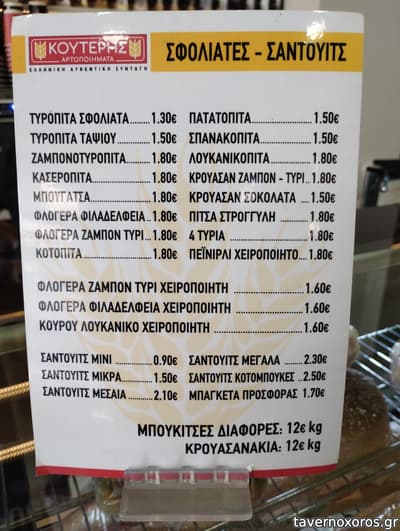 ΚΟΥΤΕΡΗΣ
ΑΡΤΟΠΟΙΗΜΑΤΑ
ΕΛΛΗΝΙΚΗ ΑΥΘΕΝΤΙΚΗ ΣΥΝΤΑΓΗ
ΣΦΟΛΙΑΤΕΣ - ΣΑΝΤΟΥΙΤΣ
ΤΥΡΟΠΙΤΑ ΣΦΟΛΙΑΤΑ ..... 1.30€
ΤΥΡΟΠΙΤΑ ΤΑΨΙΟΥ ..... 1.50€
ΖΑΜΠΟΝΟΤΥΡΟΠΙΤΑ ..... 1.80€
ΚΑΣΕΡΟΠΙΤΑ ..... 1.80€
ΜΠΟΥΓΑΤΣΑ ..... 1.80€
ΦΛΟΓΕΡΑ ΦΙΛΑΔΕΛΦΕΙΑ ..... 1.80€
ΦΛΟΓΕΡΑ ΖΑΜΠΟΝ ΤΥΡΙ ..... 1.80€
ΚΟΤΟΠΙΤΑ ..... 1.80€
ΠΑΤΑΤΟΠΙΤΑ ..... 1.50€
ΣΠΑΝΑΚΟΠΙΤΑ ..... 1.50€
ΛΟΥΚΑΝΙΚΟΠΙΤΑ ..... 1.80€
ΚΡΟΥΑΣΑΝ ΖΑΜΠΟΝ - ΤΥΡΙ .. 1.80€
ΚΡΟΥΑΣΑΝ ΣΟΚΟΛΑΤΑ ..... 1.50€
ΠΙΤΣΑ ΣΤΡΟΓΓΥΛΗ ..... 1.80€
4 ΤΥΡΙΑ ..... 1.80€
ΠΕΪΝΙΡΛΙ ΧΕΙΡΟΠΟΙΗΤΟ ... 1.80€
ΦΛΟΓΕΡΑ ΖΑΜΠΟΝ ΤΥΡΙ ΧΕΙΡΟΠΟΙΗΤΗ ..... 1.60€
ΦΛΟΓΕΡΑ ΦΙΛΑΔΕΛΦΕΙΑ ΧΕΙΡΟΠΟΙΗΤΗ ..... 1.60€
ΚΟΥΡΟΥ ΛΟΥΚΑΝΙΚΟ ΧΕΙΡΟΠΟΙΗΤΗ ..... 1.60€
ΣΑΝΤΟΥΙΤΣ ΜΙΝΙ ..... 0.90€
ΣΑΝΤΟΥΙΤΣ ΜΙΚΡΑ ..... 1.50€
ΣΑΝΤΟΥΙΤΣ ΜΕΣΑΙΑ ..... 2.10€
ΣΑΝΤΟΥΙΤΣ ΜΕΓΑΛΑ ..... 2.30€
ΣΑΝΤΟΥΙΤΣ ΚΟΤΟΜΠΟΥΚΕΣ .. 2.50€
ΜΠΑΓΚΕΤΑ ΠΡΟΣΦΟΡΑΣ 1.70€
ΜΠΟΥΚΙΤΣΕΣ ΔΙΑΦΟΡΕΣ: 12€ kg
ΚΡΟΥΑΣΑΝΑΚΙΑ: 12€ kg
tavernoxoros.gr